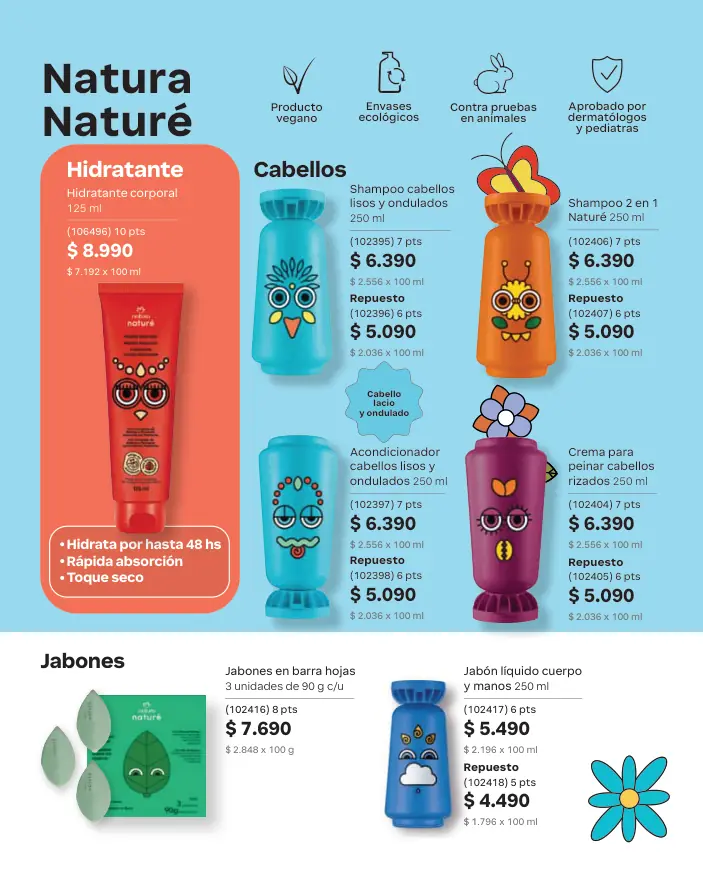 Natura
Naturé
Producto
vegano
Envases
ecológicos
Contra pruebas
en animales
Aprobado por
dermatólogos
y pediatras
Hidratante
Hidratante corporal
125 ml
(106496) 10 pts
$ 8.990
$ 7.192 x 100 ml
natura
naturé
125 ml
• Hidrata por hasta 48 hs
• Rápida absorción
• Toque seco
Cabellos
Shampoo cabellos
lisos y ondulados
250 ml
(102395) 7 pts
$ 6.390
$ 2.556 x 100 ml
Repuesto
(102396) 6 pts
$ 5.090
$ 2.036 x 100 ml
Shampoo 2 en 1
Naturé 250 ml
(102406) 7 pts
$ 6.390
$ 2.556 x 100 ml
Repuesto
(102407) 6 pts
$ 5.090
$ 2.036 x 100 ml
Cabello
lacio
y ondulado
Acondicionador
cabellos lisos y
ondulados 250 ml
(102397) 7 pts
$ 6.390
$ 2.556 x 100 ml
Repuesto
(102398) 6 pts
$ 5.090
$ 2.036 x 100 ml
Crema para
peinar cabellos
rizados 250 ml
(102404) 7 pts
$ 6.390
$ 2.556 x 100 ml
Repuesto
(102405) 6 pts
$ 5.090
$ 2.036 x 100 ml
Jabones
Jabones en barra hojas
3 unidades de 90 g c/u
(102416) 8 pts
$ 7.690
$ 2.848 x 100 g
natura
naturé
3
90g
Jabón líquido cuerpo
y manos 250 ml
(102417) 6 pts
$ 5.490
$ 2.196 x 100 ml
Repuesto
(102418) 5 pts
$ 4.490
$ 1.796 x 100 ml